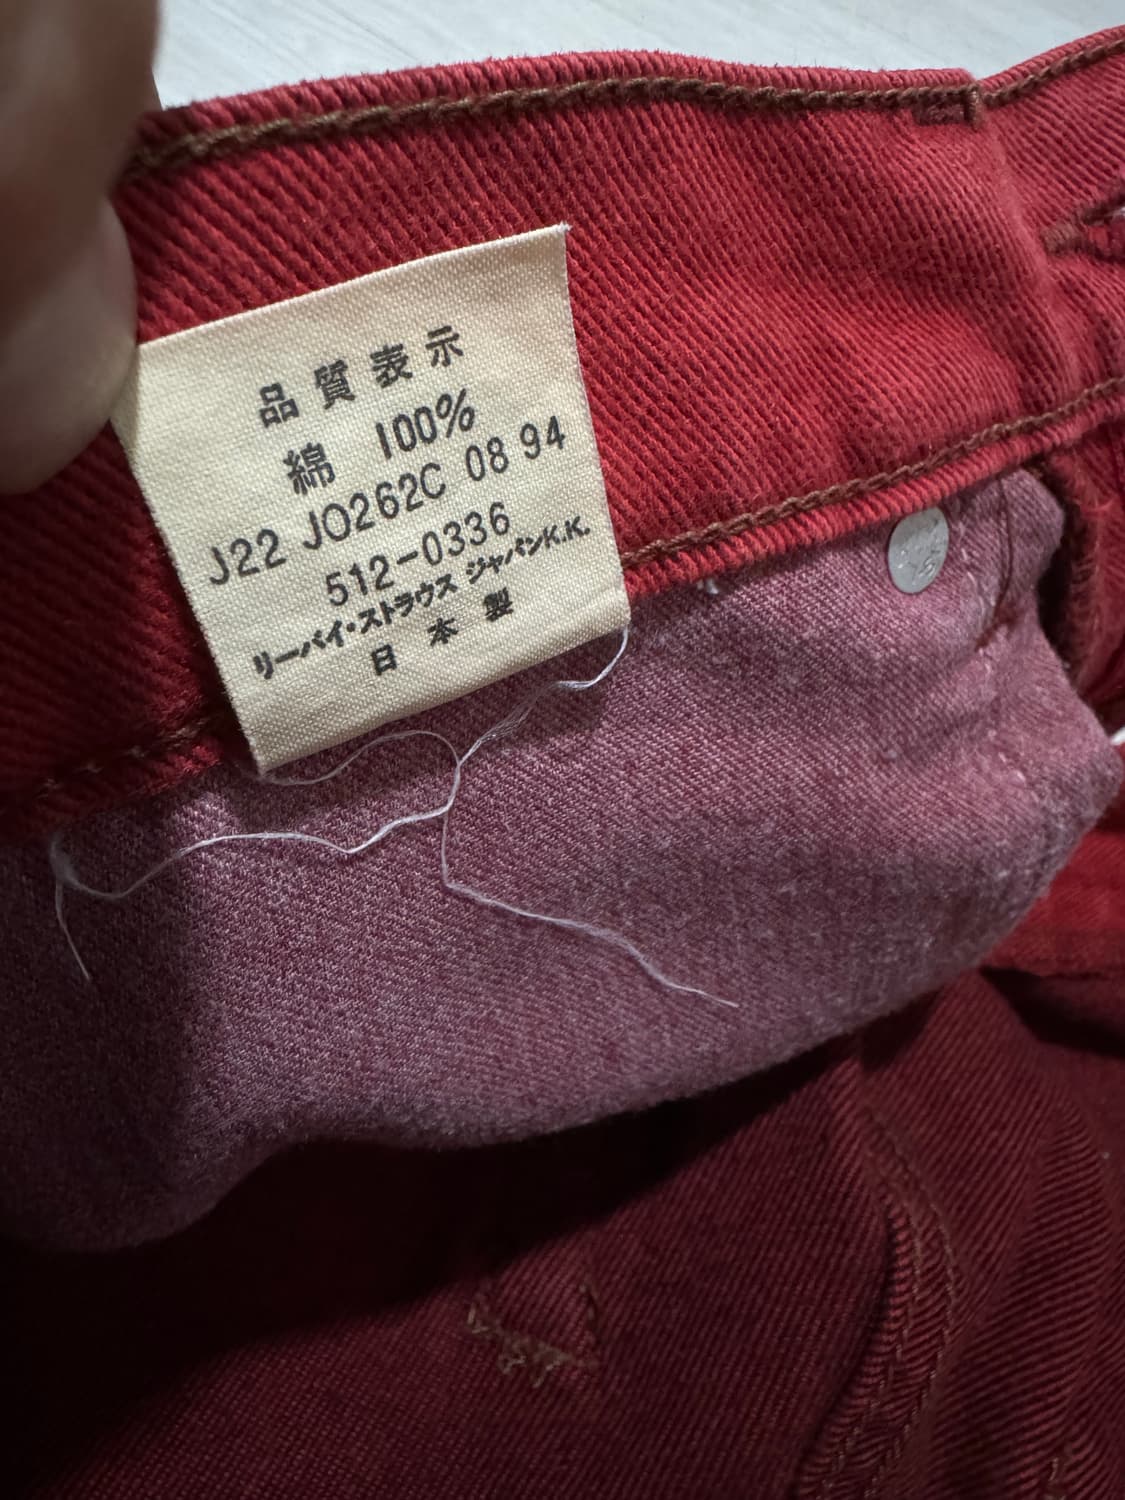 品質表示
綿 100%
J22 JO262C 08 94
512-0336
リーバイ・ストラウス ジャパンK.K.
日本製